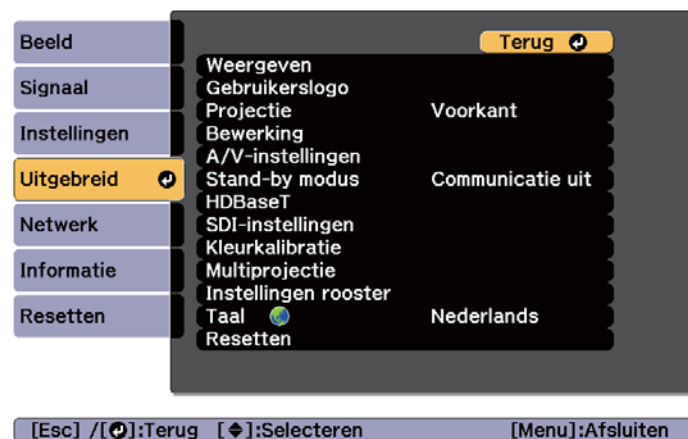 Beeld
Signaal
Instellingen
Uitgebreid
Netwerk
Informatie
Resetten
Terug
Weergeven
Gebruikerslogo
Projectie Voorkant
Bewerking
A/V-instellingen
Stand-by modus Communicatie uit
HDBaseT
SDI-instellingen
Kleurkalibratie
Multiprojectie
Instellingen rooster
Taal Nederlands
Resetten
[Esc] /[⏎]:Terug [◆]:Selecteren [Menu]:Afsluiten